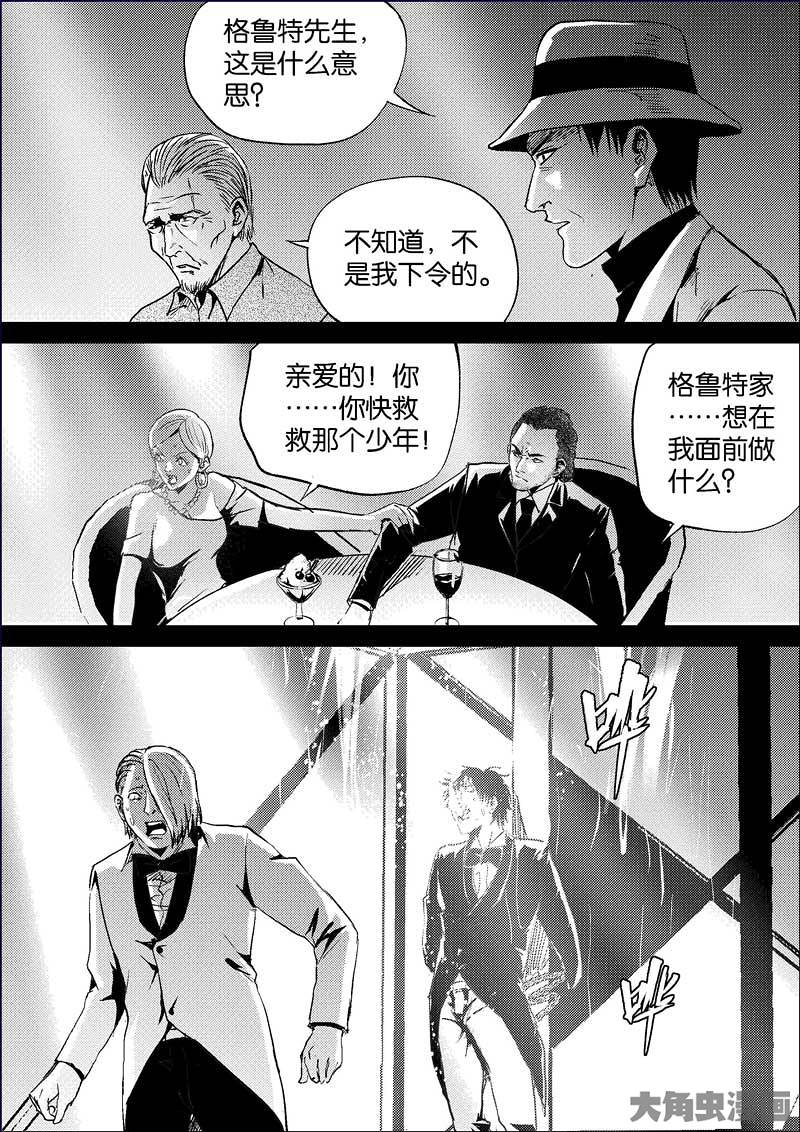 格鲁特先生，
这是什么意
思？
不知道，不
是我下令的。
亲爱的！你
……你快救
救那个少年！
格鲁特家
……想在
我面前做
什么？
哗
哗
大角虫漫画